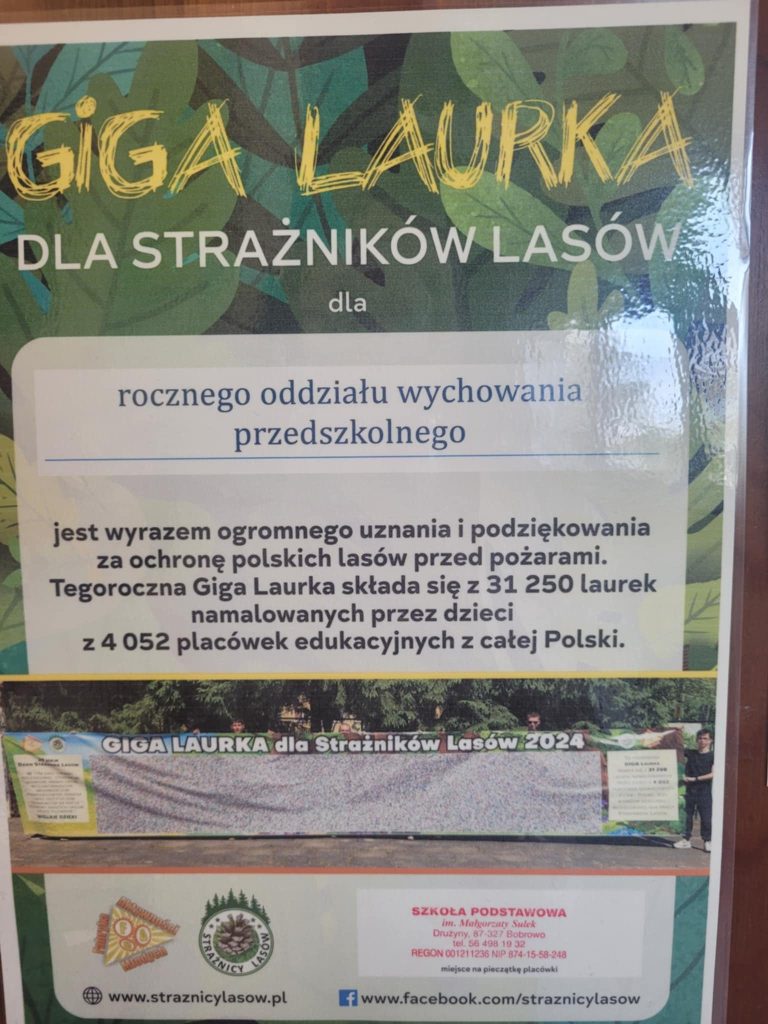 GiGA LAURKA
DLA STRAŻNIKÓW LASÓW
dla
rocznego oddziału wychowania
przedszkolnego
jest wyrazem ogromnego uznania i podziękowania
za ochronę polskich lasów przed pożarami.
Tegoroczna Giga Laurka składa się z 31 250 laurek
namalowanych przez dzieci
z 4 052 placówek edukacyjnych z całej Polski.
GIGA LAURKA dla Strażników Lasów 2024
GIGA LAURKA
STRAŻNICY LASÓW
SZKOŁA PODSTAWOWA
im. Małgorzaty Sulek
Drużyny, 87-327 Bobrowo
tel. 56 498 19 32
REGON 001211236 NIP 874-15-58-248
miejsce na pieczątkę placówki
www.straznicylasow.pl
www.facebook.com/straznicylasow